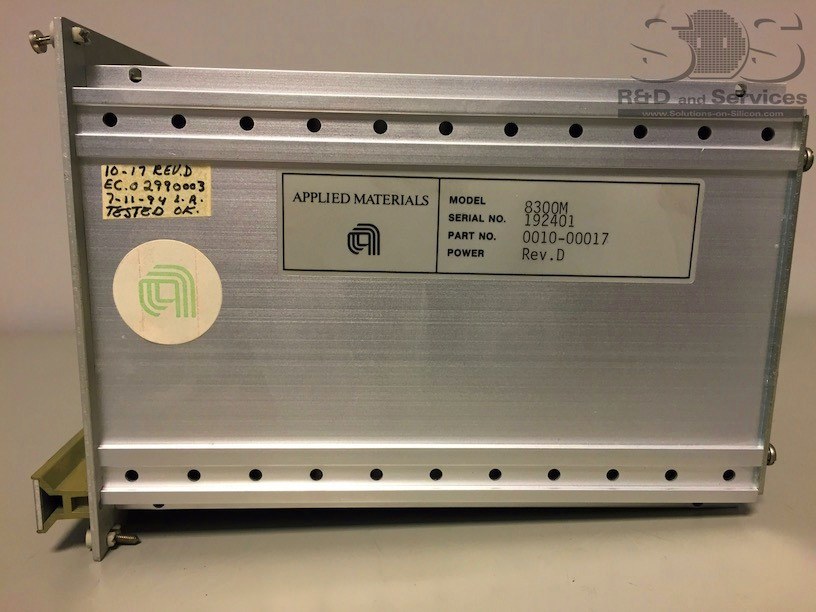 SOS
R&D and Services
www.Solutions-on-Silicon.com
10-17 REV.D
EC.02990003
7-11-94 S.A.
TESTED OK.
APPLIED MATERIALS
MODEL 8300M
SERIAL NO. 192401
PART NO. 0010-00017
POWER Rev.D